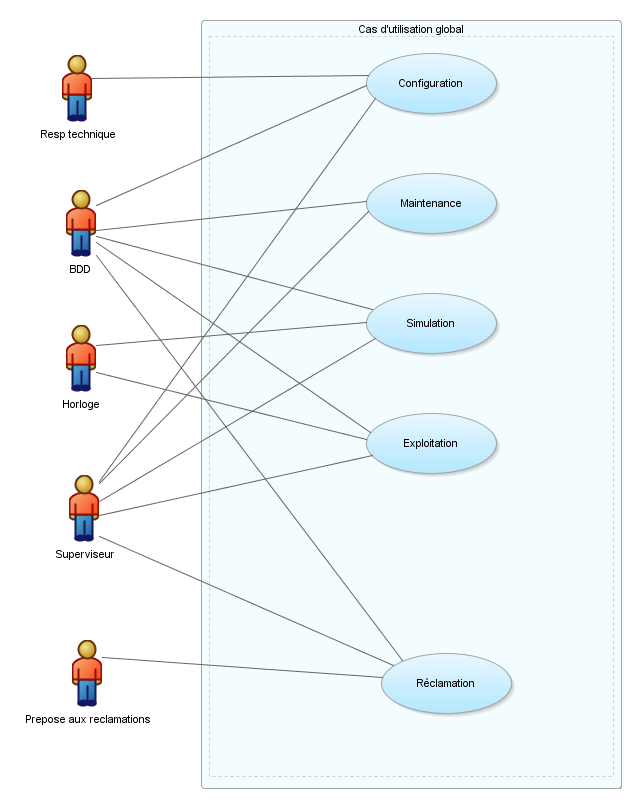 Cas d'utilisation global
Configuration
Resp technique
Maintenance
BDD
Simulation
Horloge
Exploitation
Superviseur
Réclamation
Prepose aux reclamations